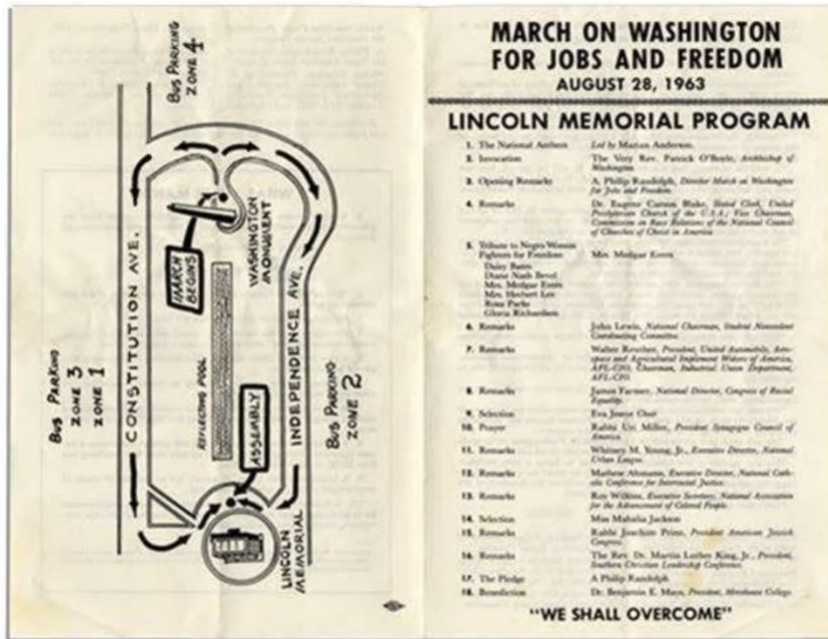 BUS PARKING
ZONE 4
CONSTITUTION AVE.
MARCH
BEGINS
WASHINGTON
MONUMENT
REFLECTING POOL
INDEPENDENCE AVE.
BUS PARKING
ZONE 3
ZONE 1
BUS PARKING
ZONE 2
ASSEMBLY
LINCOLN
MEMORIAL
MARCH ON WASHINGTON
FOR JOBS AND FREEDOM
AUGUST 28, 1963
LINCOLN MEMORIAL PROGRAM
1. The National Anthem Led by Marian Anderson.
2. Invocation The Very Rev. Patrick O'Boyle, Archbishop of
Washington.
3. Opening Remarks A. Philip Randolph, Director March on Washington
for Jobs and Freedom.
4. Remarks Dr. Eugene Carson Blake, Stated Clerk, United
Presbyterian Church of the U.S.A.; Vice Chairman,
Commission on Race Relations of the National Council
of Churches of Christ in America.
5. Tribute to Negro Women
Fighters for Freedom Mrs. Medgar Evers
Daisy Bates
Diane Nash Bevel
Mrs. Medgar Evers
Mrs. Herbert Lee
Rosa Parks
Gloria Richardson
6. Remarks John Lewis, National Chairman, Student Nonviolent
Coordinating Committee.
7. Remarks Walter Reuther, President, United Automobile, Aero-
space and Agricultural Implement Wokers of America,
AFL-CIO, Chairman, Industrial Union Department,
AFL-CIO.
8. Remarks James Farmer, National Director, Congress of Racial
Equality.
9. Selection Eva Jessye Choir
10. Prayer Rabbi Uri Miller, President Synagogue Council of
America.
11. Remarks Whitney M. Young, Jr., Executive Director, National
Urban League.
12. Remarks Mathew Ahmann, Executive Director, National Cath-
olic Conference for Interracial Justice.
13. Remarks Roy Wilkins, Executive Secretary, National Association
for the Advancement of Colored People.
14. Selection Miss Mahalia Jackson
15. Remarks Rabbi Joachim Prinz, President American Jewish
Congress.
16. Remarks The Rev. Dr. Martin Luther King, Jr., President,
Southern Christian Leadership Conference.
17. The Pledge A Philip Randolph
18. Benediction Dr. Benjamin E. Mays, President, Morehouse College.
"WE SHALL OVERCOME"